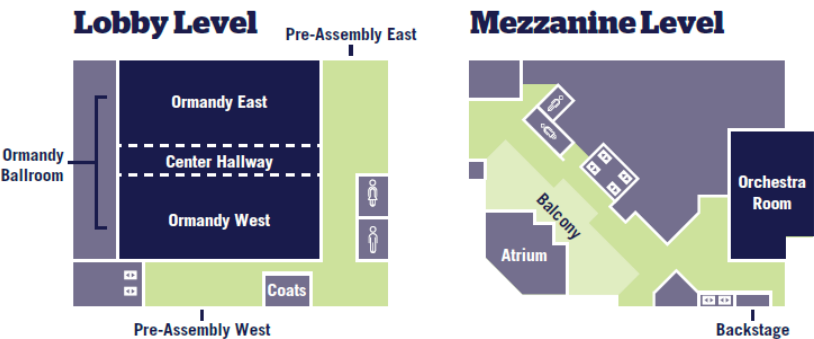 Lobby Level
Pre-Assembly East
Ormandy East
Ormandy
Ballroom
Center Hallway
Ormandy West
Coats
Pre-Assembly West
Mezzanine Level
Orchestra
Room
Balcony
Atrium
Backstage